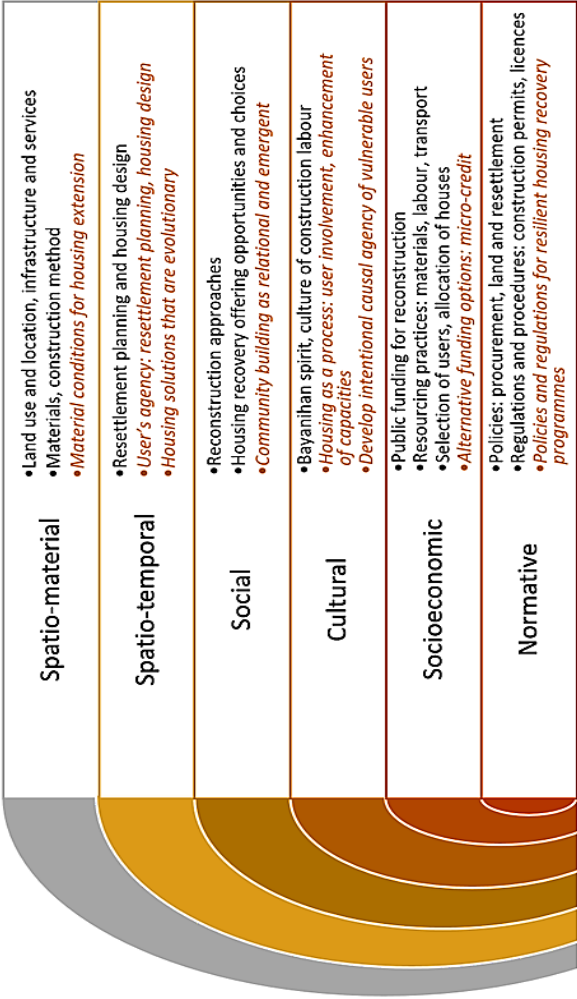 Spatio-material
•Land use and location, infrastructure and services
•Materials, construction method
•Material conditions for housing extension
Spatio-temporal
•Resettlement planning and housing design
•User's agency: resettlement planning, housing design
•Housing solutions that are evolutionary
Social
•Reconstruction approaches
•Housing recovery offering opportunities and choices
•Community building as relational and emergent
Cultural
•Bayanihan spirit, culture of construction labour
•Housing as a process: user involvement, enhancement
of capacities
•Develop intentional causal agency of vulnerable users
Socioeconomic
•Public funding for reconstruction
•Resourcing practices: materials, labour, transport
•Selection of users, allocation of houses
•Alternative funding options: micro-credit
Normative
•Policies: procurement, land and resettlement
•Regulations and procedures: construction permits, licences
•Policies and regulations for resilient housing recovery
programmes